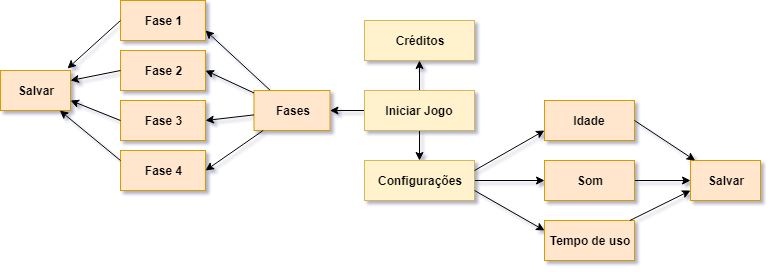 Fase 1
Créditos
Fase 2
Salvar
Fases
Iniciar Jogo
Fase 3
Idade
Fase 4
Configurações
Som
Salvar
Tempo de uso